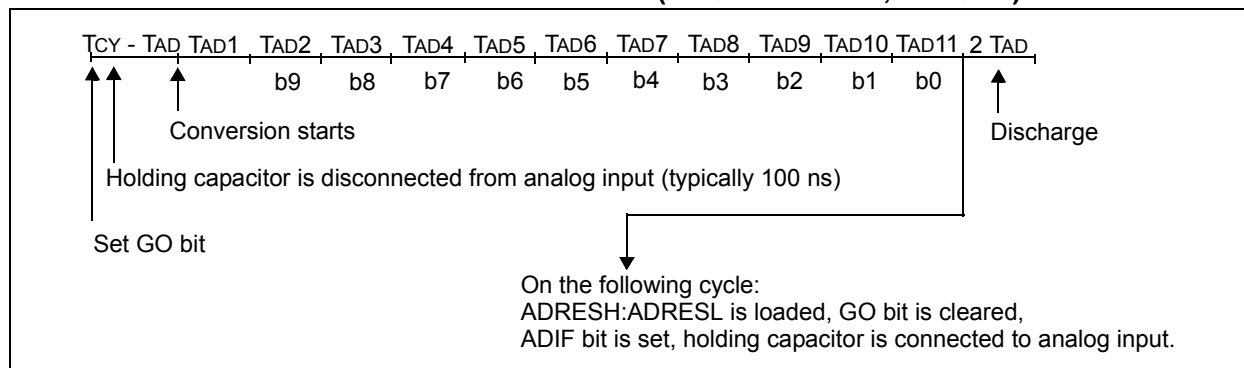 TCY - TAD TAD1 TAD2 TAD3 TAD4 TAD5 TAD6 TAD7 TAD8 TAD9 TAD10 TAD11 2 TAD
b9 b8 b7 b6 b5 b4 b3 b2 b1 b0
Conversion starts
Discharge
Holding capacitor is disconnected from analog input (typically 100 ns)
Set GO bit
On the following cycle:
ADRESH:ADRESL is loaded, GO bit is cleared,
ADIF bit is set, holding capacitor is connected to analog input.